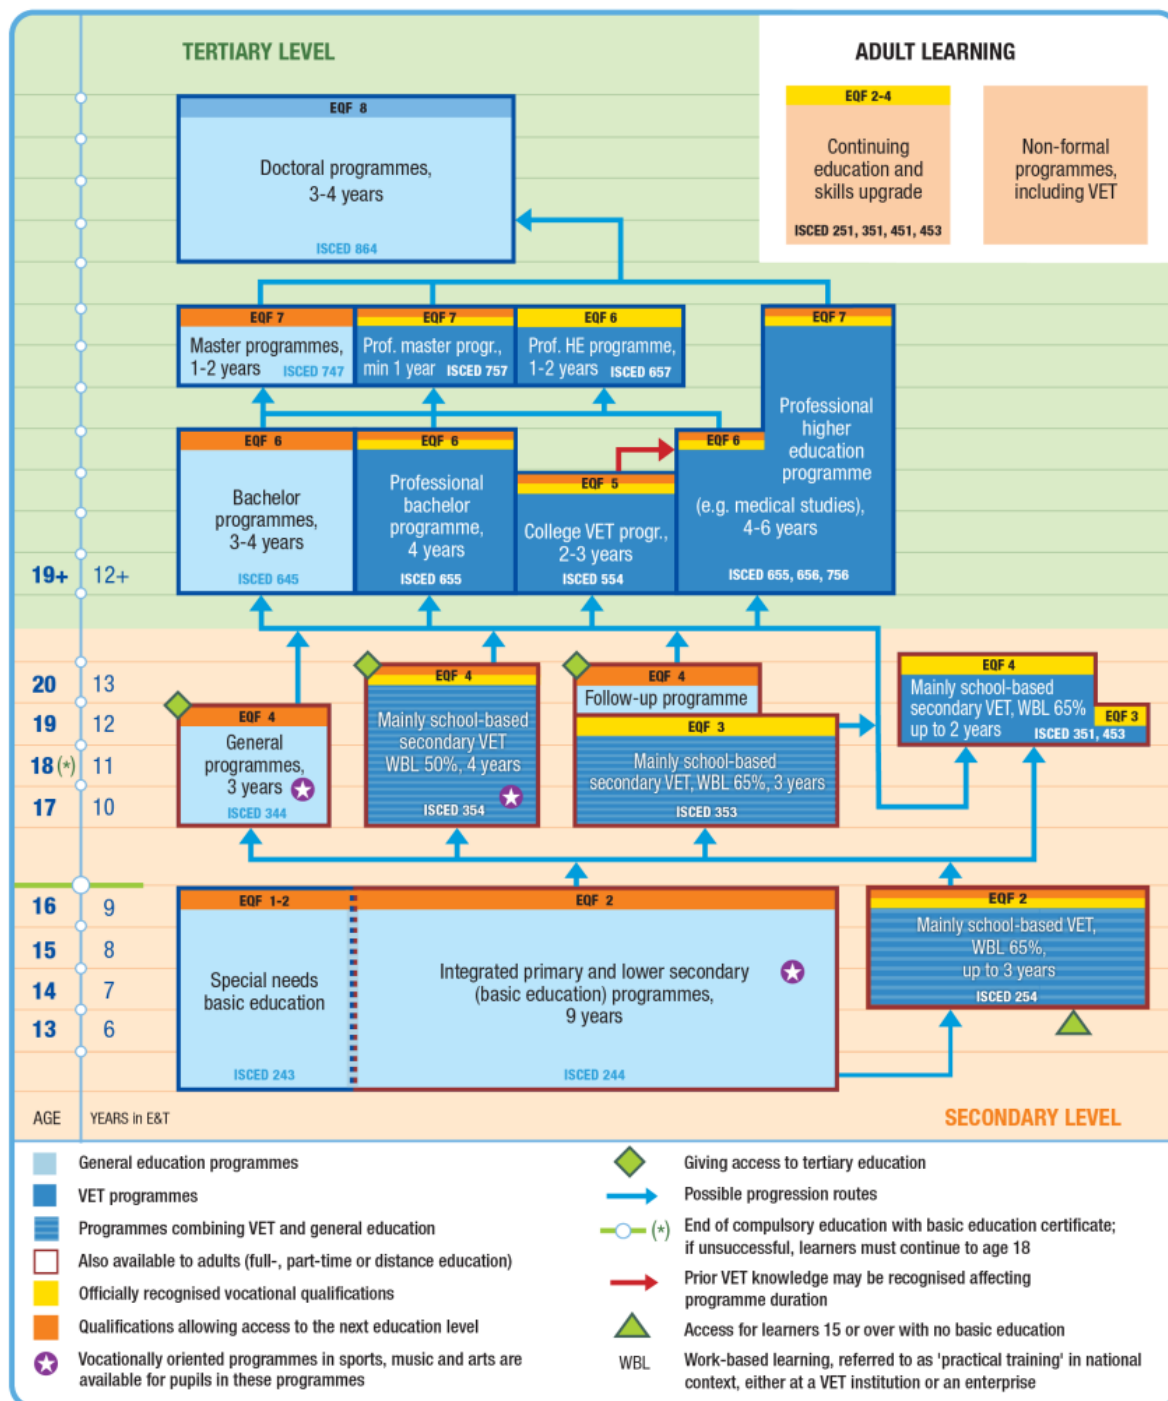 TERTIARY LEVEL
ADULT LEARNING
EQF 2-4
Continuing
education and
skills upgrade
ISCED 251, 351, 451, 453
Non-formal
programmes,
including VET
EQF 8
Doctoral programmes,
3-4 years
ISCED 864
EQF 7
Master programmes,
1-2 years ISCED 747
EQF 7
Prof. master progr.,
min 1 year ISCED 757
EQF 6
Prof. HE programme,
1-2 years ISCED 657
EQF 7
Professional
higher
education
programme
(e.g. medical studies),
4-6 years
ISCED 655, 656, 756
EQF 6
EQF 6
Bachelor
programmes,
3-4 years
ISCED 645
EQF 6
Professional
bachelor
programme,
4 years
ISCED 655
EQF 5
College VET progr.,
2-3 years
ISCED 554
19+ 12+
20 13
19 12
18 (*) 11
17 10
EQF 4
General
programmes,
3 years
ISCED 344
EQF 4
Mainly school-based
secondary VET
WBL 50%, 4 years
ISCED 354
EQF 4
Follow-up programme
EQF 3
Mainly school-based
secondary VET, WBL 65%, 3 years
ISCED 353
EQF 4
Mainly school-based
secondary VET, WBL 65%
up to 2 years ISCED 351, 453
EQF 3
16 9
15 8
14 7
13 6
EQF 1-2
Special needs
basic education
ISCED 243
EQF 2
Integrated primary and lower secondary
(basic education) programmes,
9 years
ISCED 244
EQF 2
Mainly school-based VET,
WBL 65%,
up to 3 years
ISCED 254
AGE YEARS in E&T
SECONDARY LEVEL
General education programmes
VET programmes
Programmes combining VET and general education
Also available to adults (full-, part-time or distance education)
Officially recognised vocational qualifications
Qualifications allowing access to the next education level
Vocationally oriented programmes in sports, music and arts are
available for pupils in these programmes
Giving access to tertiary education
Possible progression routes
(*) End of compulsory education with basic education certificate;
if unsuccessful, learners must continue to age 18
Prior VET knowledge may be recognised affecting
programme duration
Access for learners 15 or over with no basic education
WBL Work-based learning, referred to as 'practical training' in national
context, either at a VET institution or an enterprise